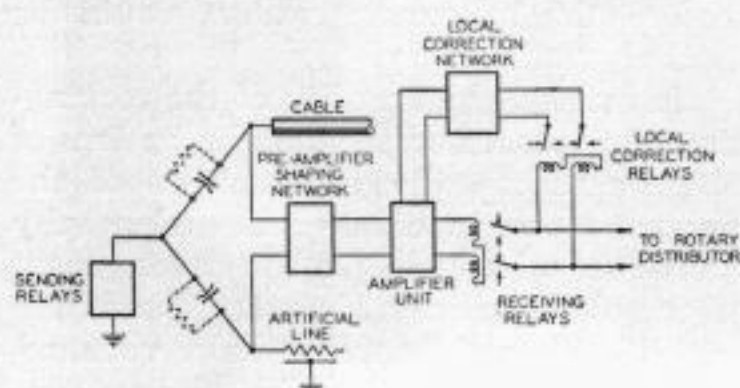 LOCAL
CORRECTION
NETWORK
CABLE
PRE-AMPLIFIER
SHAPING
NETWORK
LOCAL
CORRECTION
RELAYS
SENDING
RELAYS
AMPLIFIER
UNIT
TO ROTARY
DISTRIBUTOR
RECEIVING
RELAYS
ARTIFICIAL
LINE